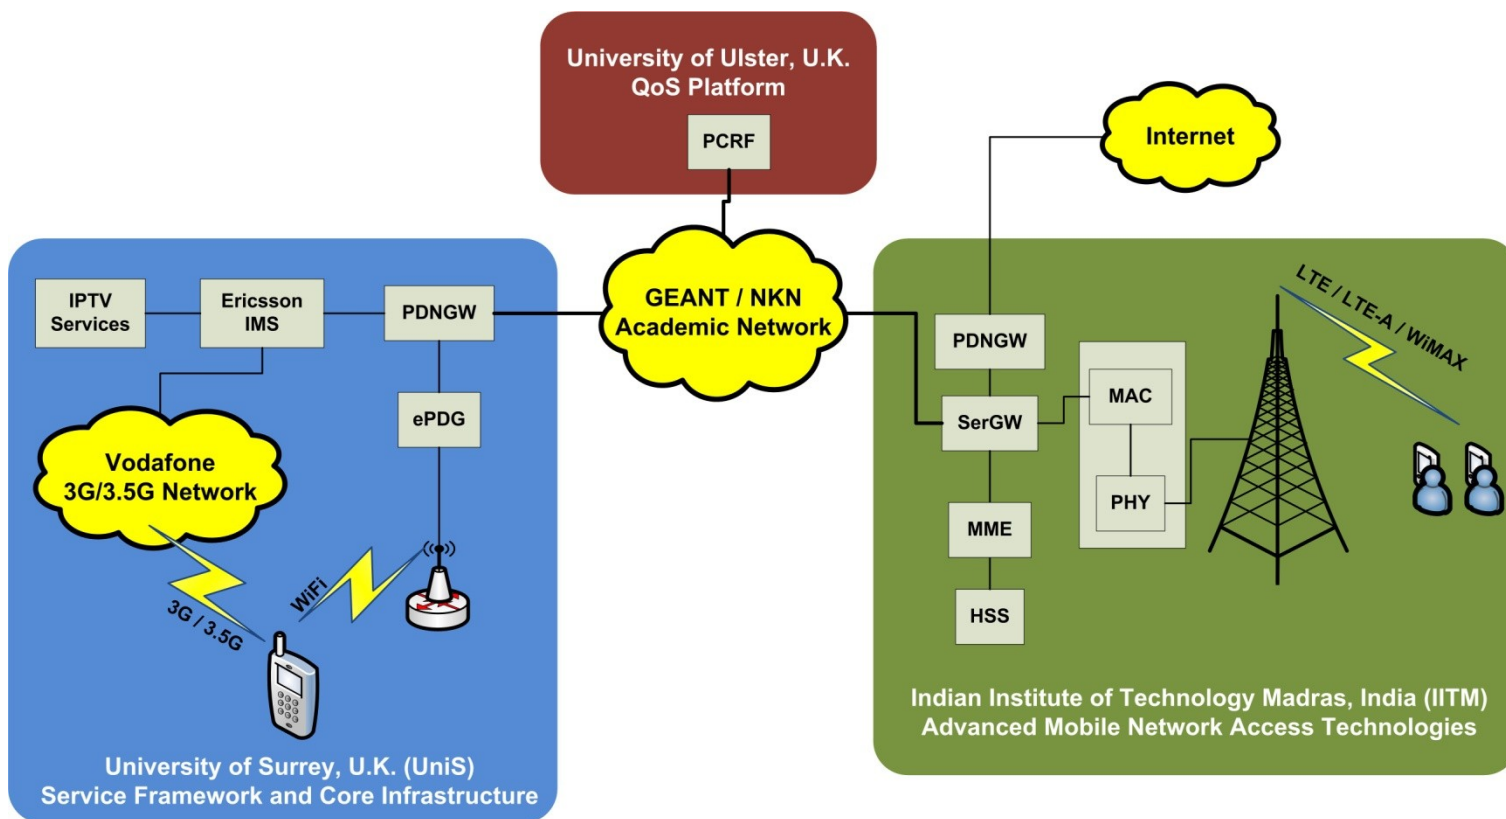 University of Ulster, U.K.
QoS Platform
PCRF
Internet
GEANT / NKN
Academic Network
IPTV
Services
Ericsson
IMS
PDNGW
ePDG
Vodafone
3G/3.5G Network
WiFi
3G / 3.5G
University of Surrey, U.K. (UniS)
Service Framework and Core Infrastructure
PDNGW
SerGW
MME
HSS
MAC
PHY
LTE / LTE-A / WiMAX
Indian Institute of Technology Madras, India (IITM)
Advanced Mobile Network Access Technologies